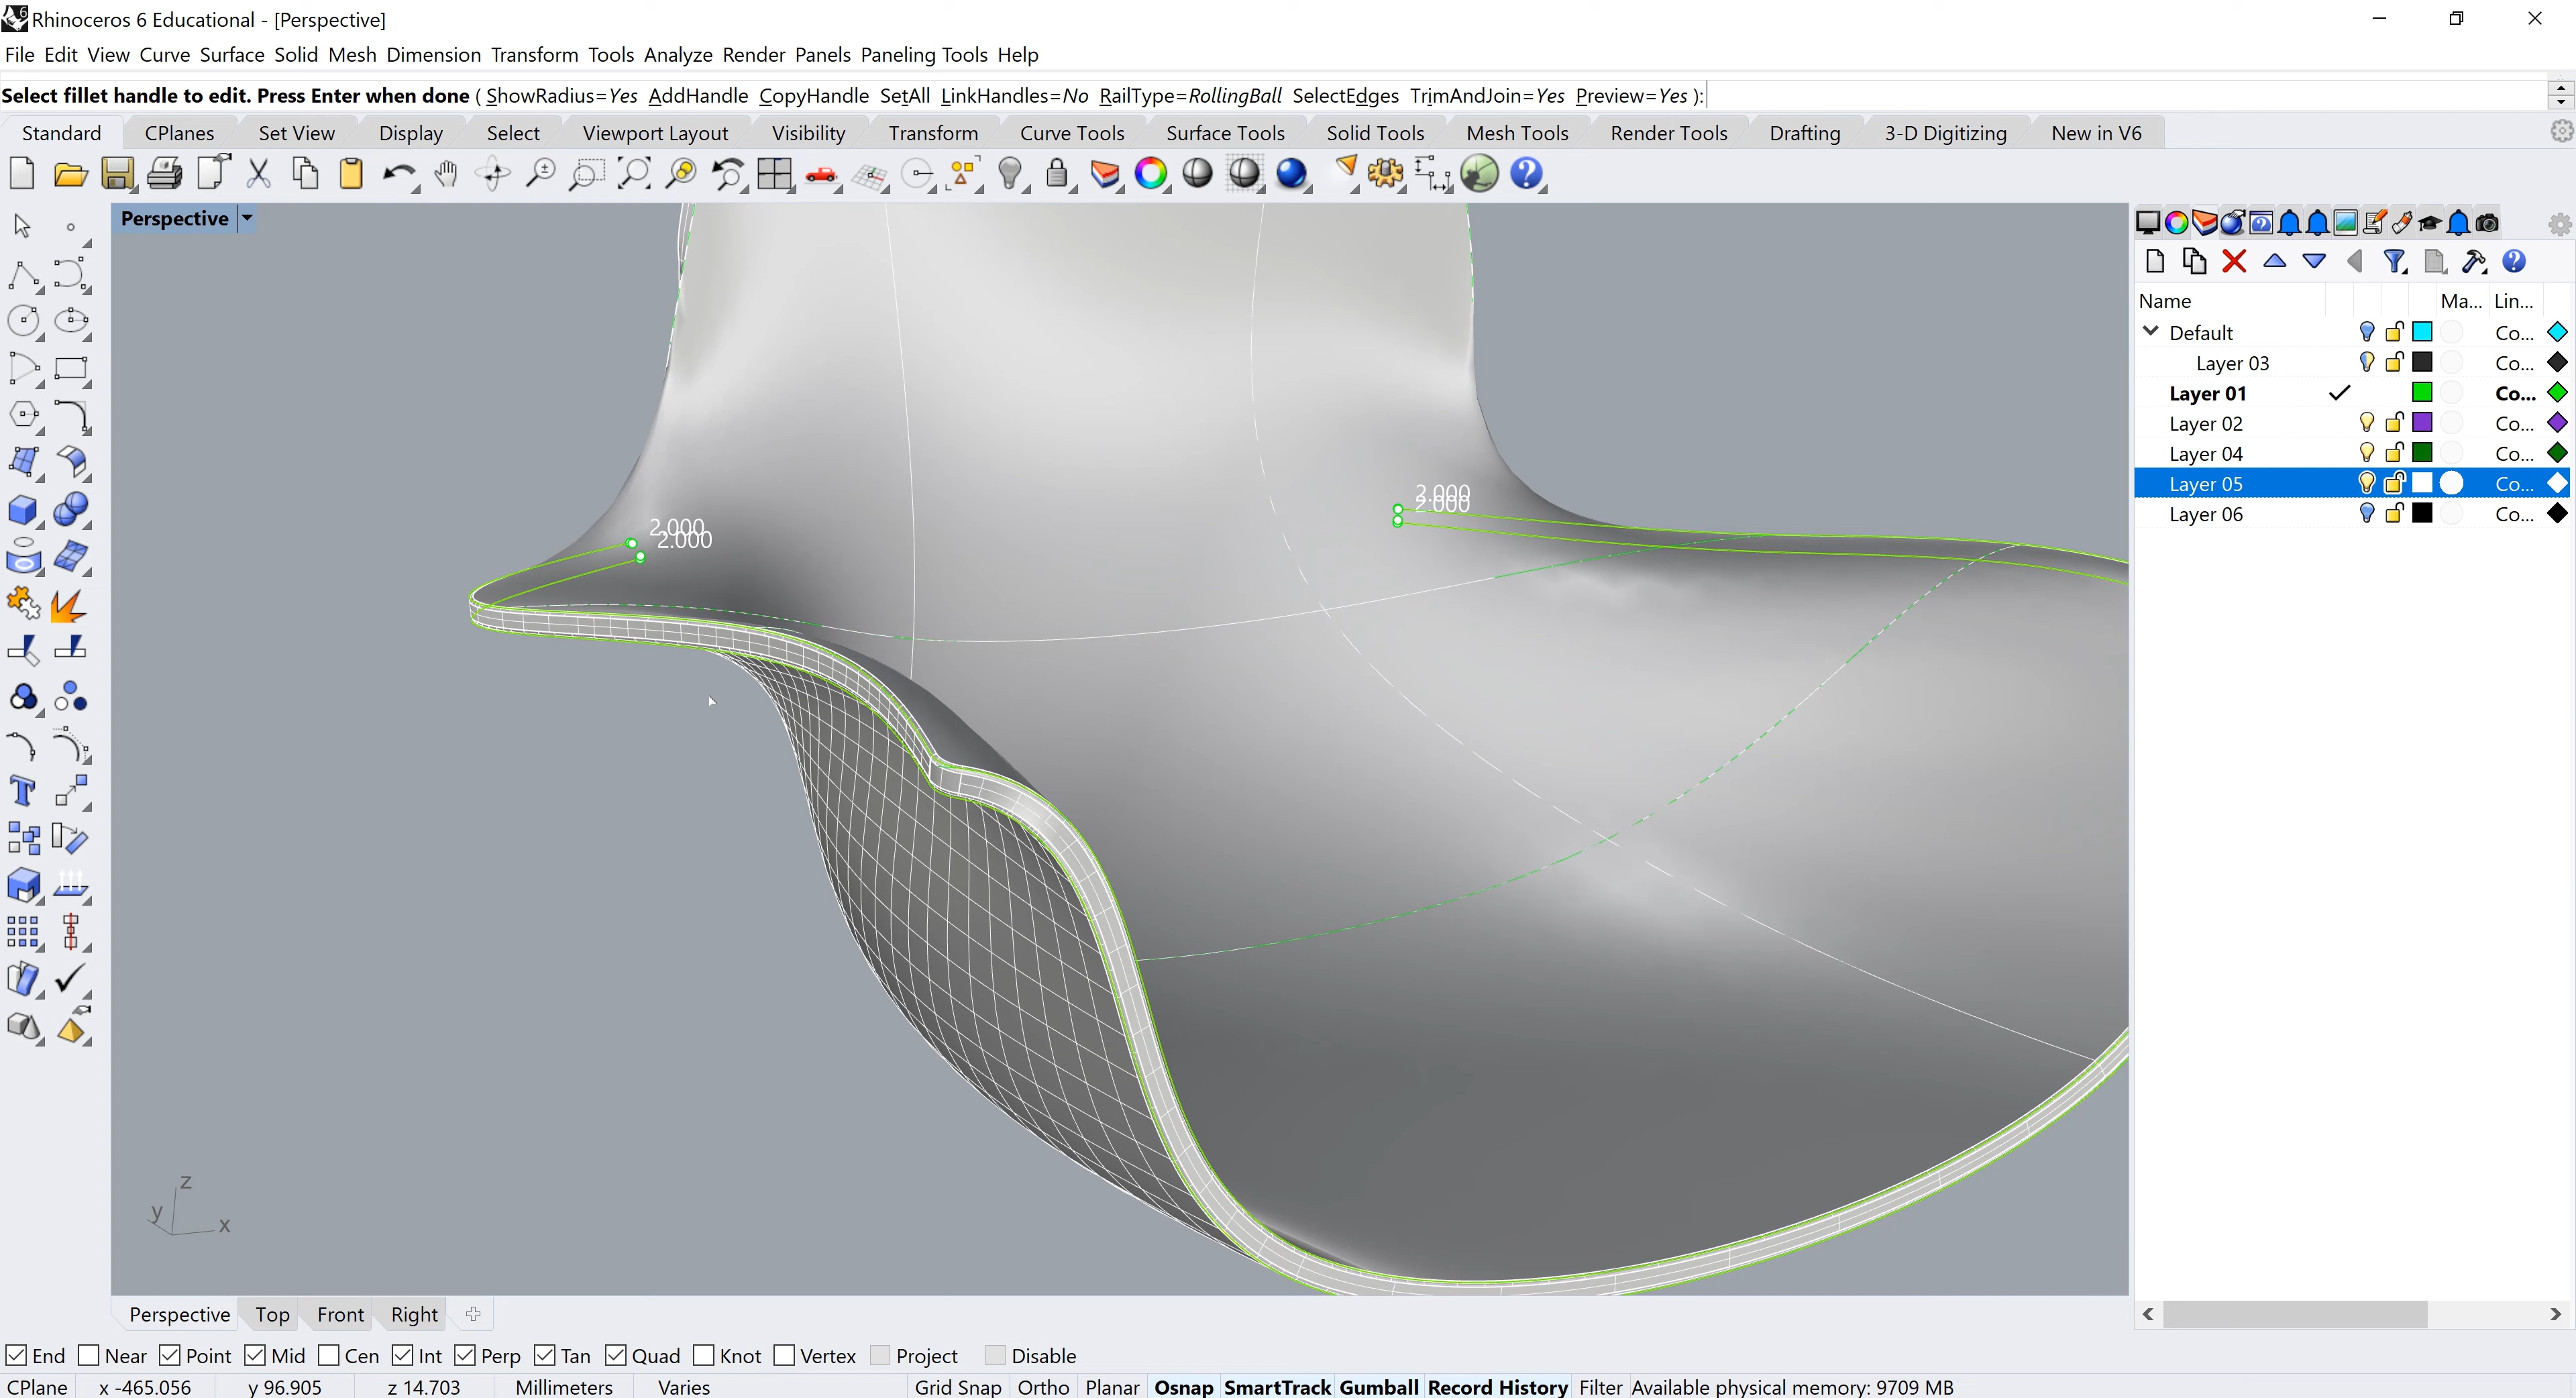 Rhinoceros 6 Educational - [Perspective]
File Edit View Curve Surface Solid Mesh Dimension Transform Tools Analyze Render Panels Paneling Tools Help
Select fillet handle to edit. Press Enter when done ( ShowRadius=Yes AddHandle CopyHandle SetAll LinkHandles=No RailType=RollingBall SelectEdges TrimAndJoin=Yes Preview=Yes ):
Standard CPlanes Set View Display Select Viewport Layout Visibility Transform Curve Tools Surface Tools Solid Tools Mesh Tools Render Tools Drafting 3-D Digitizing New in V6
Perspective
Name Ma... Lin...
Default Co...
Layer 03 Co...
Layer 01 Co...
Layer 02 Co...
Layer 04 Co...
Layer 05 Co...
Layer 06 Co...
2.000
2.000
2.000
2.000
z
y
x
Perspective Top Front Right
End Near Point Mid Cen Int Perp Tan Quad Knot Vertex Project Disable
CPlane x -465.056 y 96.905 z 14.703 Millimeters Varies Grid Snap Ortho Planar Osnap SmartTrack Gumball Record History Filter Available physical memory: 9709 MB